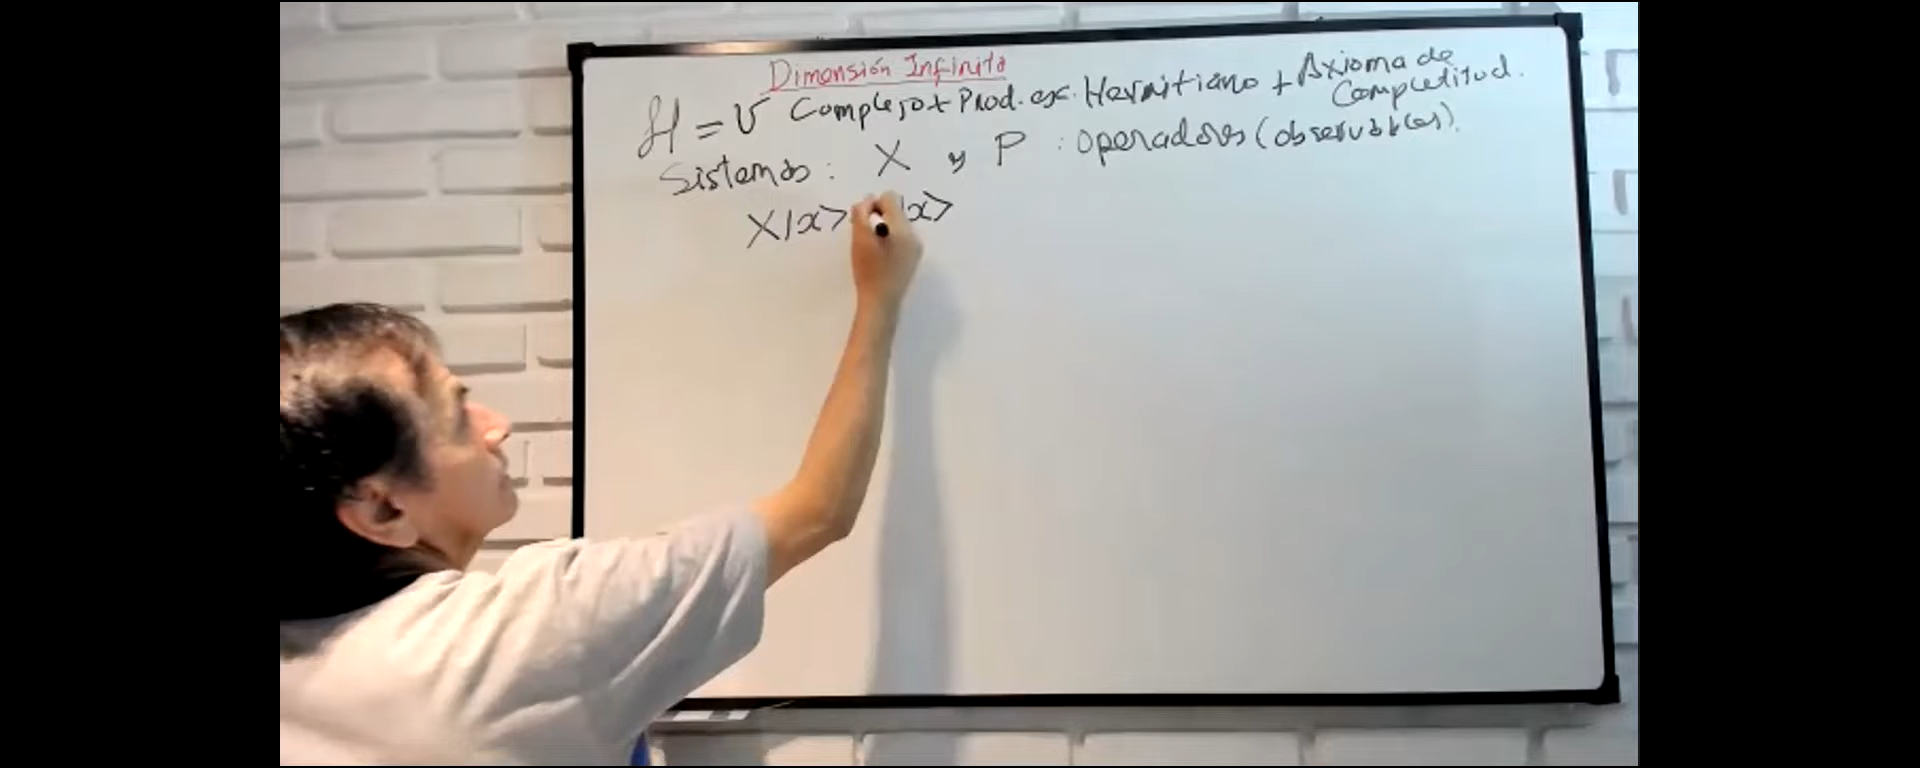 Dimensión Infinita
H = V Complejo + Prod. esc. Hermitiano + Axioma de Completitud.
Sistemas: X y P : operadores (observables).
X|x> |x>